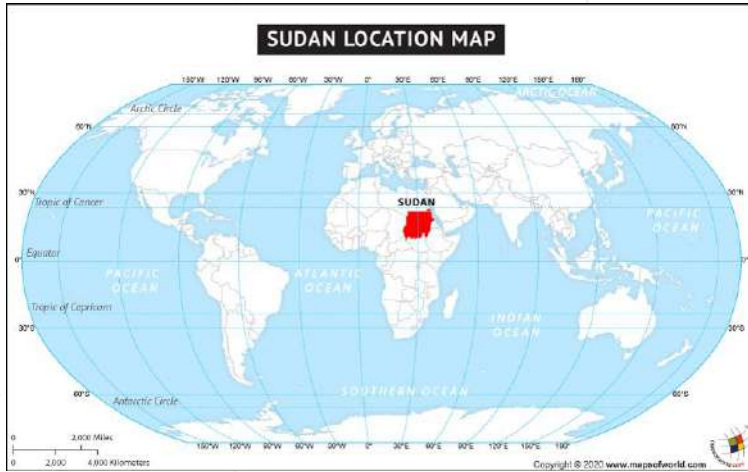 SUDAN LOCATION MAP
150°W 120°W 90°W 60°W 30°W 0° 30°E 60°E 90°E 120°E 150°E 180°
ARCTIC OCEAN
Arctic Circle
60°N 60°N
30°N 30°N
Tropic of Cancer
SUDAN
PACIFIC
OCEAN
Equator
0° 0°
PACIFIC
OCEAN
ATLANTIC
OCEAN
Tropic of Capricorn
INDIAN
OCEAN
30°S 30°S
SOUTHERN OCEAN
60°S 60°S
Antarctic Circle
0 2,000 Miles
0 2,000 4,000 Kilometers
150°W 120°W 90°W 60°W 30°W 0° 30°E 60°E 90°E 120°E 150°E 180°
Copyright © 2020 www.mapsofworld.com